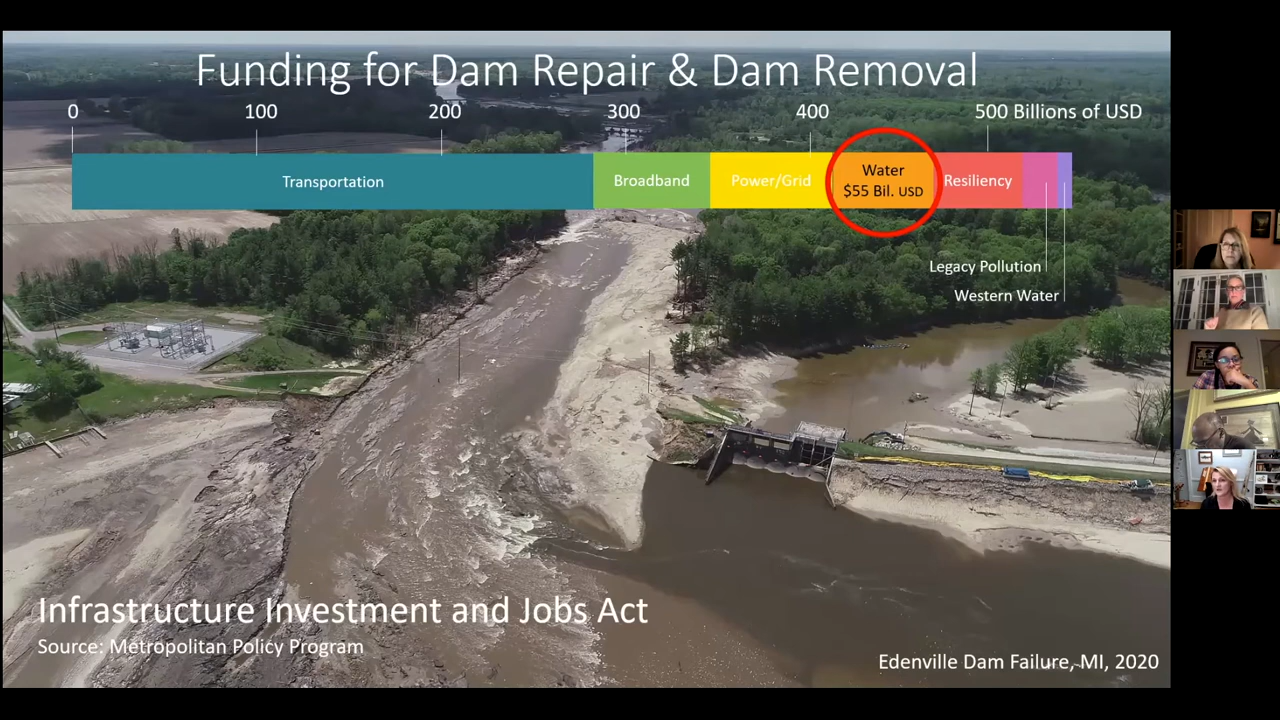 Funding for Dam Repair & Dam Removal
0 100 200 300 400 500 Billions of USD
Transportation
Broadband
Power/Grid
Water
$55 Bil. USD
Resiliency
Legacy Pollution
Western Water
Infrastructure Investment and Jobs Act
Source: Metropolitan Policy Program
Edenville Dam Failure, MI, 2020